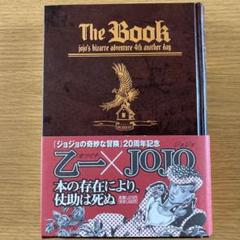 The Book
jojo's bizarre adventure 4th another day
「ジョジョの奇妙な冒険」20周年記念
乙一×JOJO
本の存在により、
仗助は死ぬ